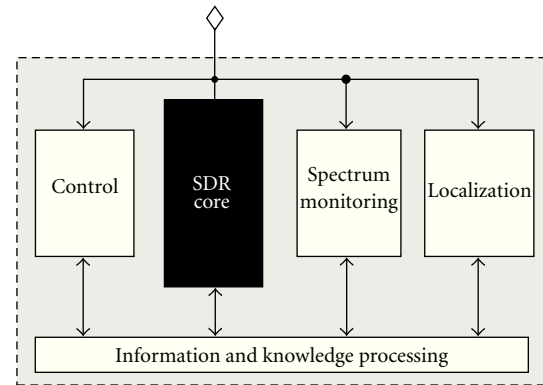 Control
SDR
core
Spectrum
monitoring
Localization
Information and knowledge processing